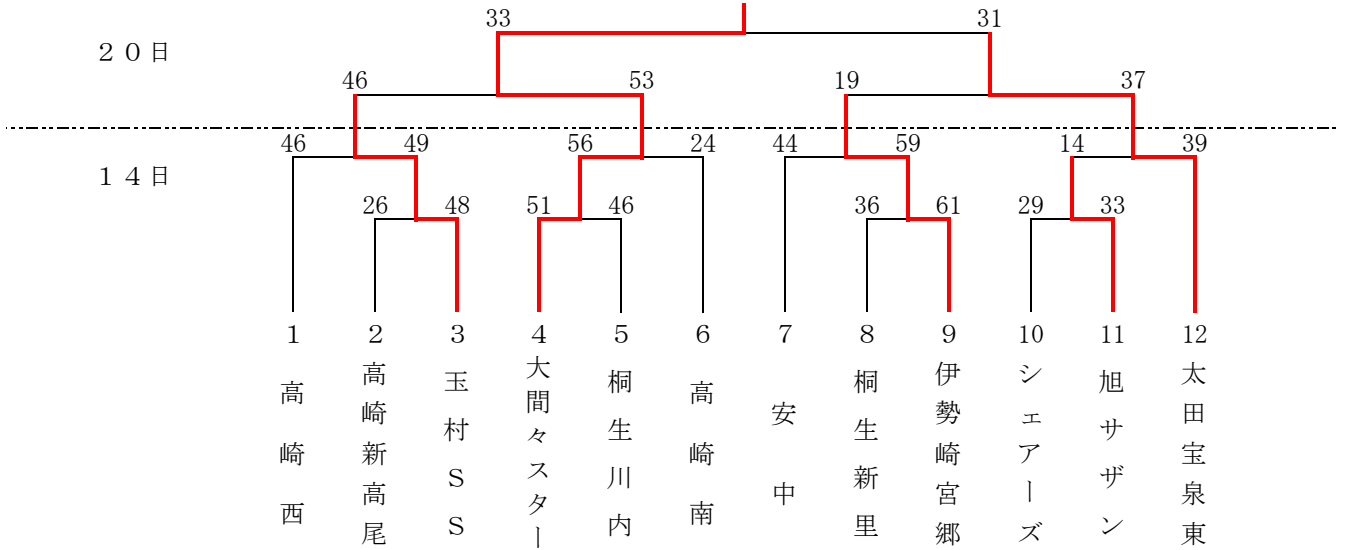 33 31
２０日
46 53 19 37
46 49 56 24 44 59 14 39
１４日
26 48 51 46 36 61 29 33
1 2 3 4 5 6 7 8 9 10 11 12
高崎西
高崎新高尾
玉村ＳＳ
大間々スター
桐生川内
高崎南
安中
桐生新里
伊勢崎宮郷
シェアーズ
旭サザン
太田宝泉東